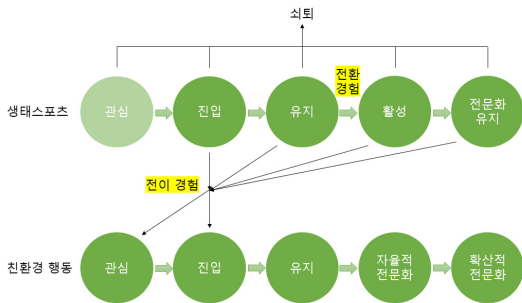 쇠퇴
전환
경험
생태스포츠
관심
진입
유지
활성
전문화
유지
전이 경험
친환경 행동
관심
진입
유지
자율적
전문화
확산적
전문화